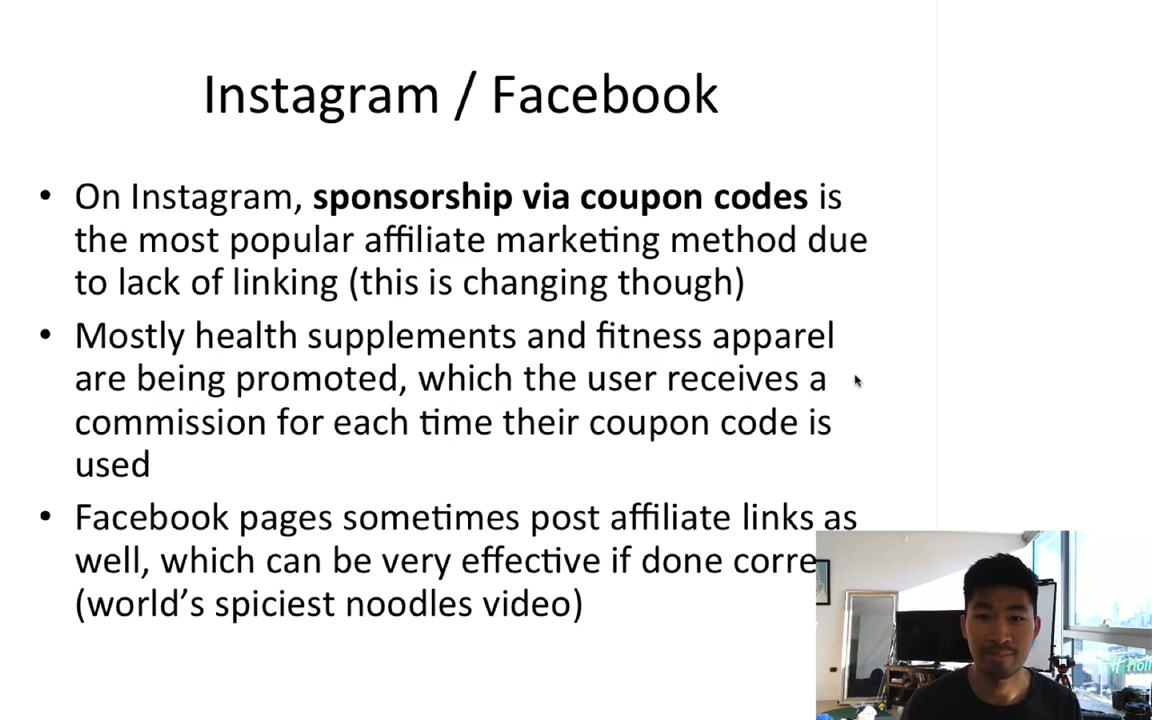 Instagram / Facebook
• On Instagram, sponsorship via coupon codes is
the most popular affiliate marketing method due
to lack of linking (this is changing though)
• Mostly health supplements and fitness apparel
are being promoted, which the user receives a
commission for each time their coupon code is
used
• Facebook pages sometimes post affiliate links as
well, which can be very effective if done corre
(world's spiciest noodles video)